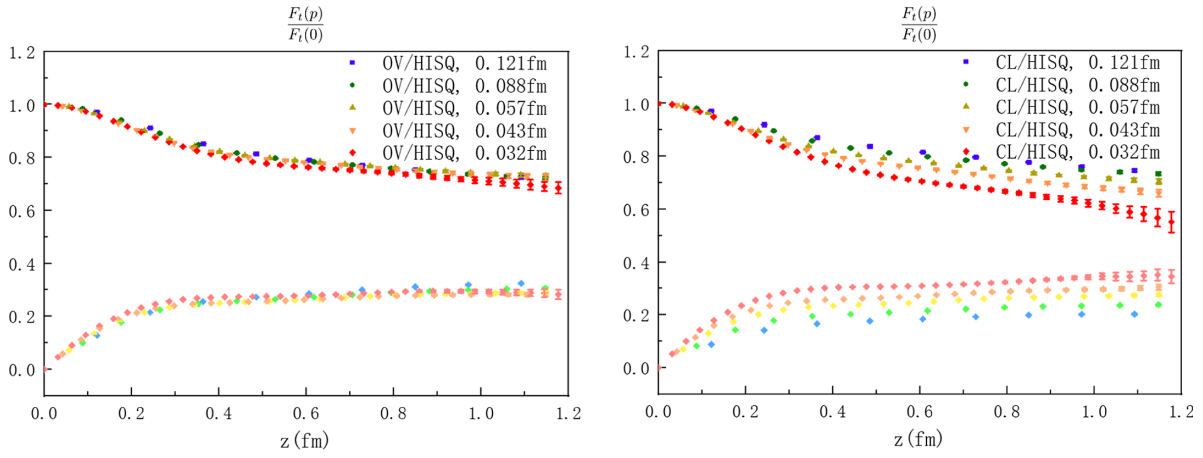 F_t(p)
F_t(0)
1.2
1.0
0.8
0.6
0.4
0.2
0.0
OV/HISQ, 0.121fm
OV/HISQ, 0.088fm
OV/HISQ, 0.057fm
OV/HISQ, 0.043fm
OV/HISQ, 0.032fm
0.0 0.2 0.4 0.6 0.8 1.0 1.2
z(fm)
F_t(p)
F_t(0)
1.2
1.0
0.8
0.6
0.4
0.2
0.0
CL/HISQ, 0.121fm
CL/HISQ, 0.088fm
CL/HISQ, 0.057fm
CL/HISQ, 0.043fm
CL/HISQ, 0.032fm
0.0 0.2 0.4 0.6 0.8 1.0 1.2
z(fm)